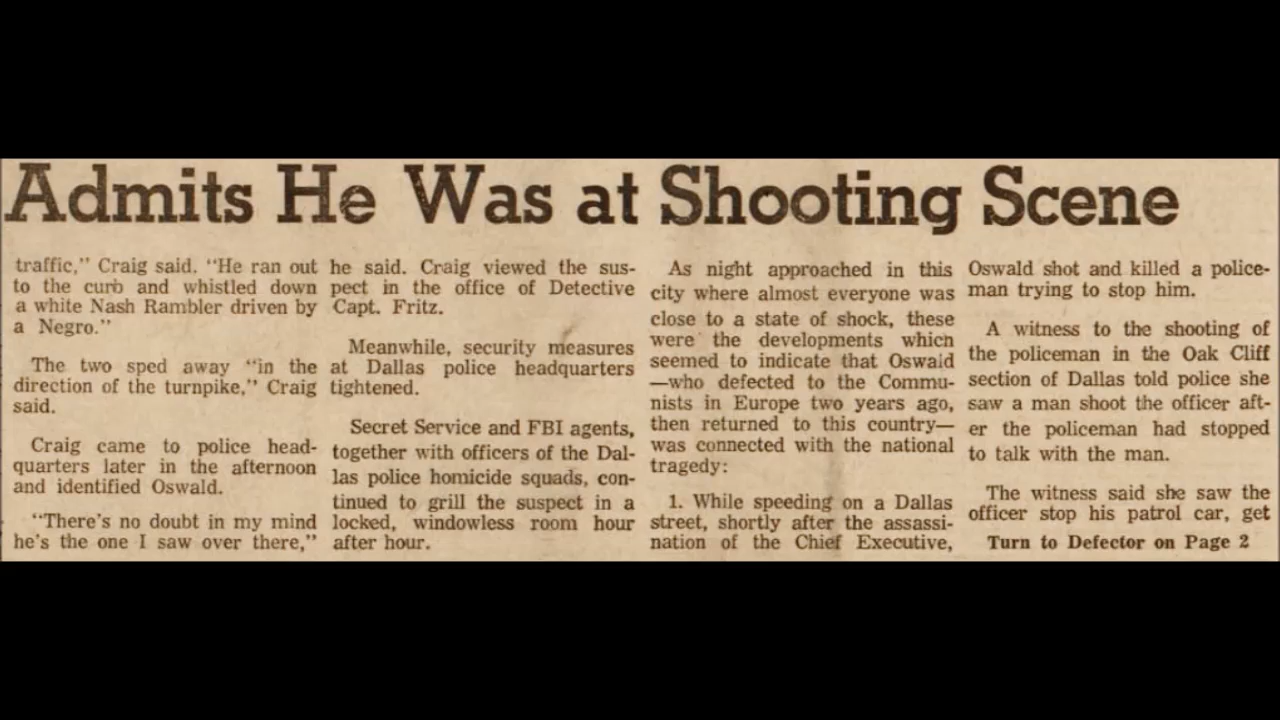 Admits He Was at Shooting Scene
traffic," Craig said. "He ran out
to the curb and whistled down
a white Nash Rambler driven by
a Negro."
The two sped away "in the
direction of the turnpike," Craig
said.
Craig came to police head-
quarters later in the afternoon
and identified Oswald.
"There's no doubt in my mind
he's the one I saw over there,"
he said. Craig viewed the sus-
pect in the office of Detective
Capt. Fritz.
Meanwhile, security measures
at Dallas police headquarters
tightened.
Secret Service and FBI agents,
together with officers of the Dal-
las police homicide squads, con-
tinued to grill the suspect in a
locked, windowless room hour
after hour.
As night approached in this
city where almost everyone was
close to a state of shock, these
were the developments which
seemed to indicate that Oswald
—who defected to the Commu-
nists in Europe two years ago,
then returned to this country—
was connected with the national
tragedy:
1. While speeding on a Dallas
street, shortly after the assassi-
nation of the Chief Executive,
Oswald shot and killed a police-
man trying to stop him.
A witness to the shooting of
the policeman in the Oak Cliff
section of Dallas told police she
saw a man shoot the officer aft-
er the policeman had stopped
to talk with the man.
The witness said she saw the
officer stop his patrol car, get
Turn to Defector on Page 2